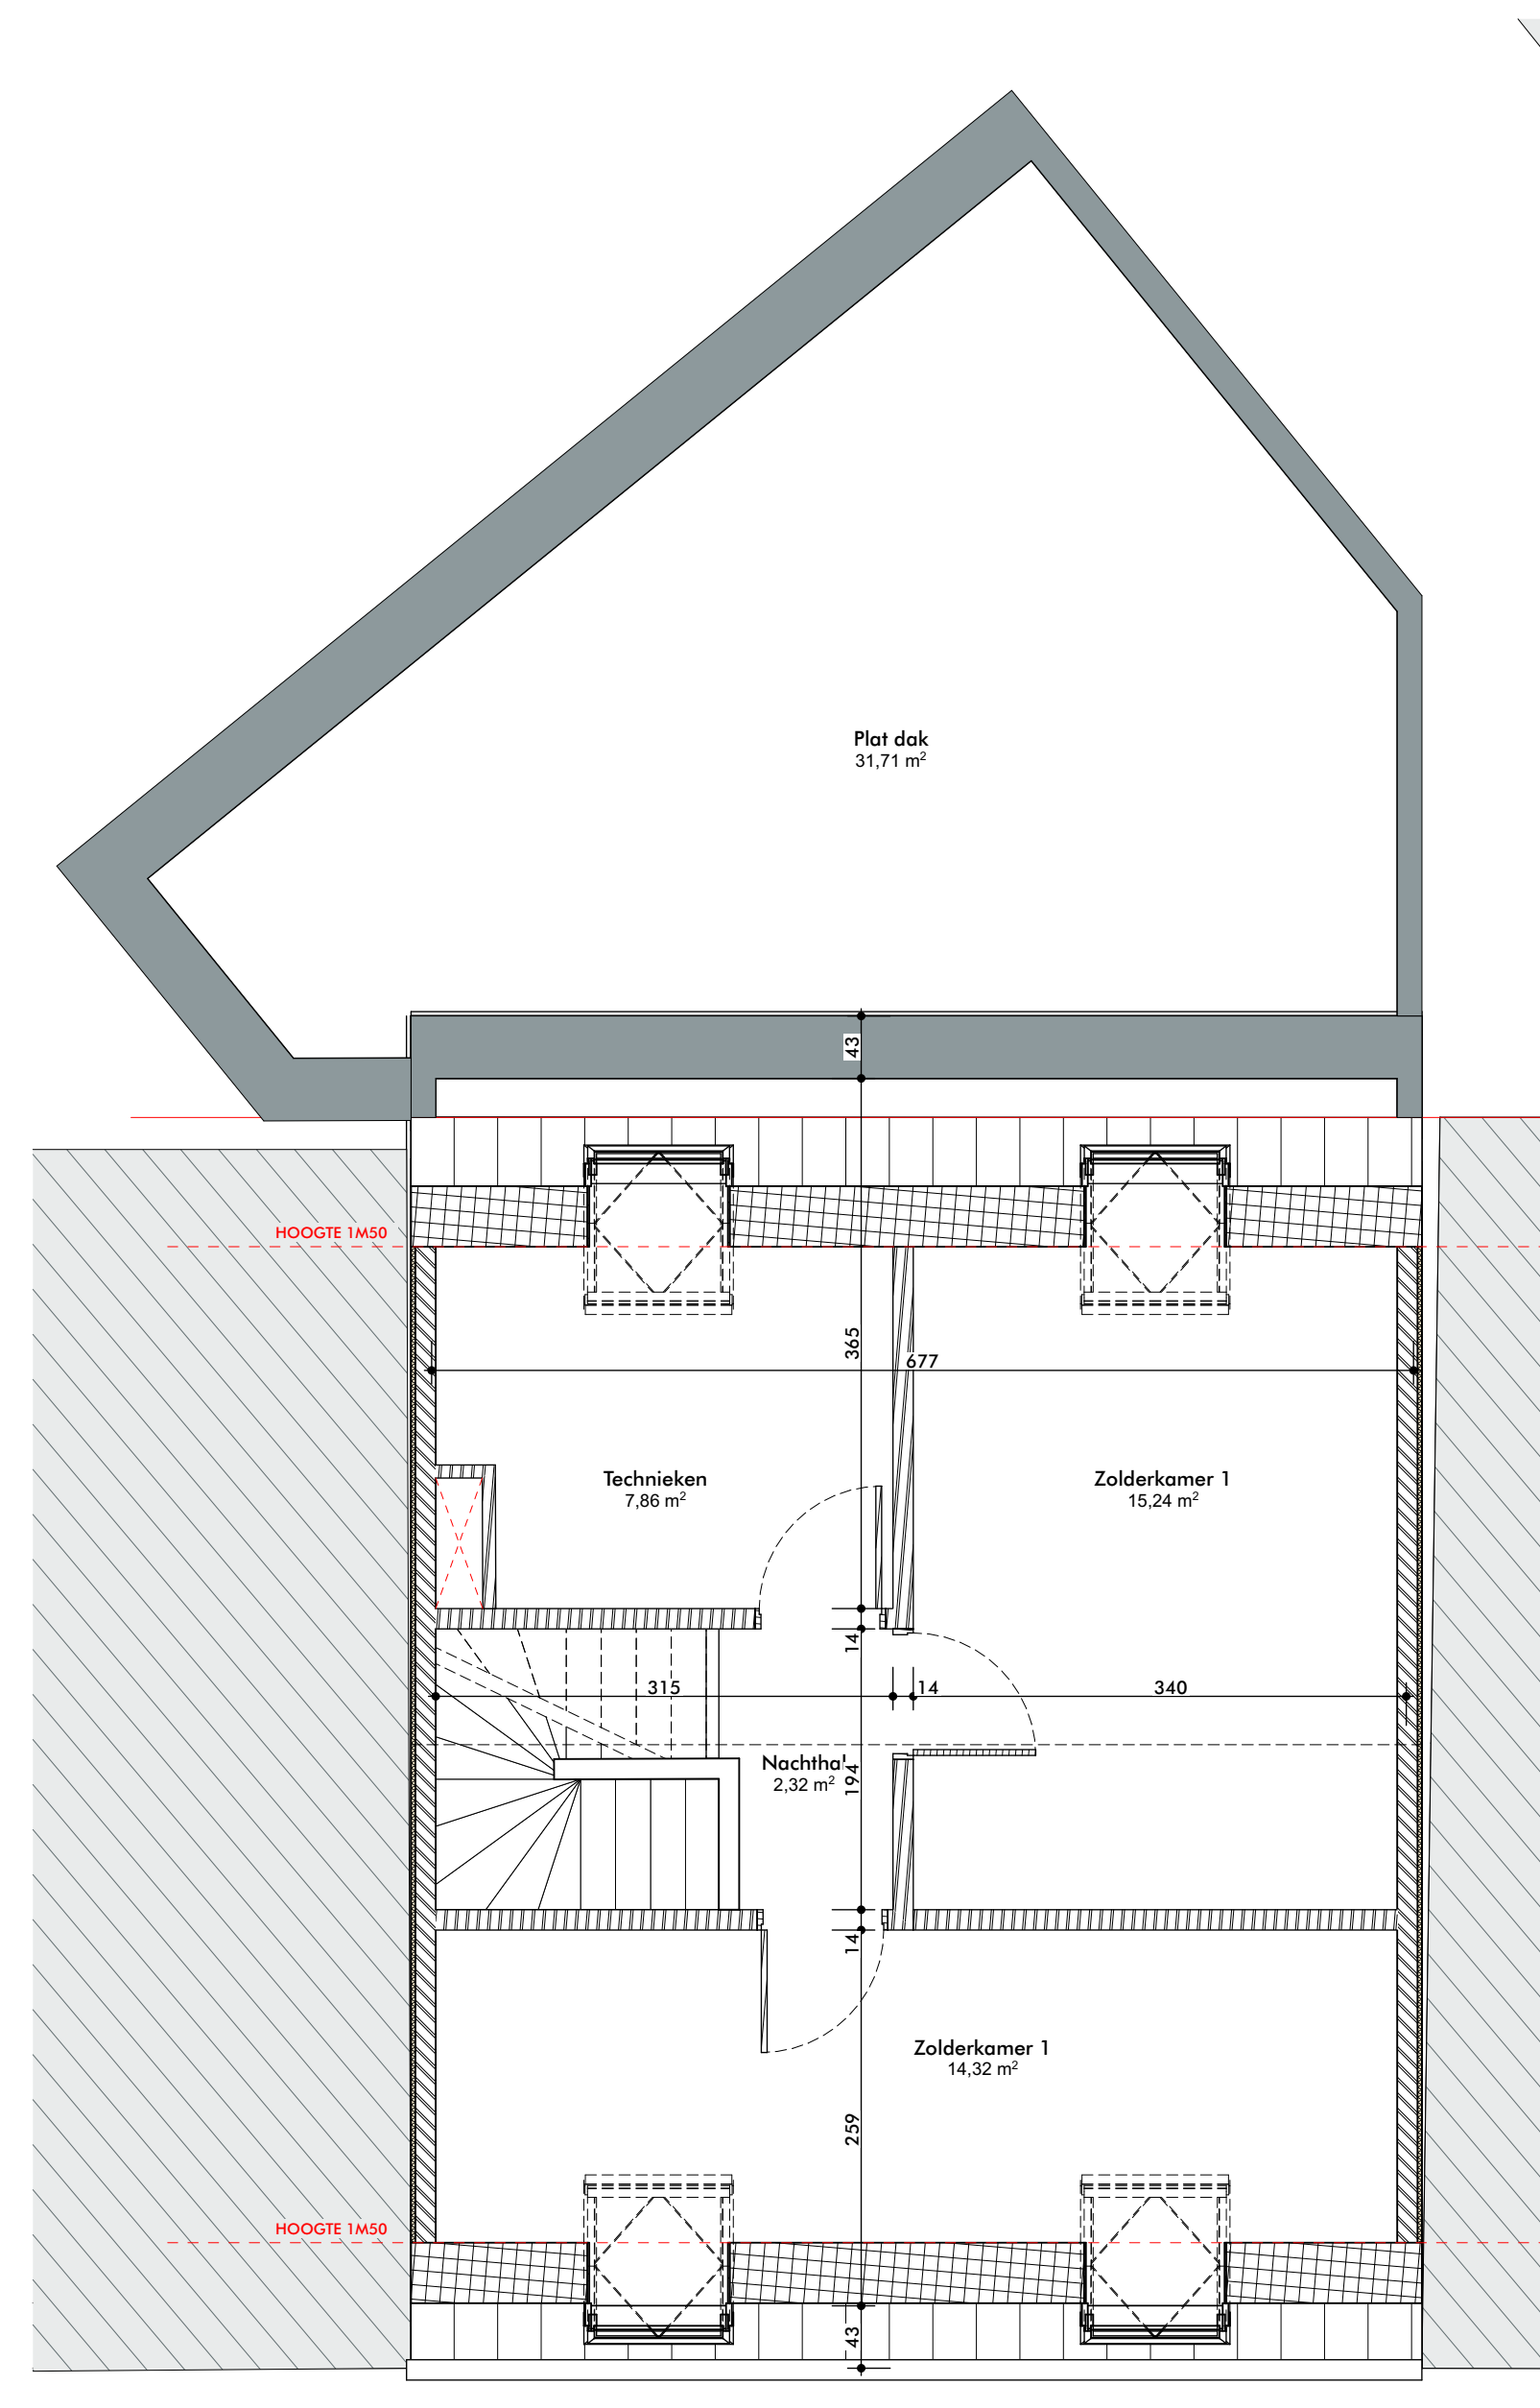 Plat dak
31,71 m²
43
HOOGTE 1M50
365
677
Technieken
7,86 m²
Zolderkamer 1
15,24 m²
14
315
14
340
Nachthal
2,32 m²
194
14
Zolderkamer 1
14,32 m²
259
HOOGTE 1M50
43